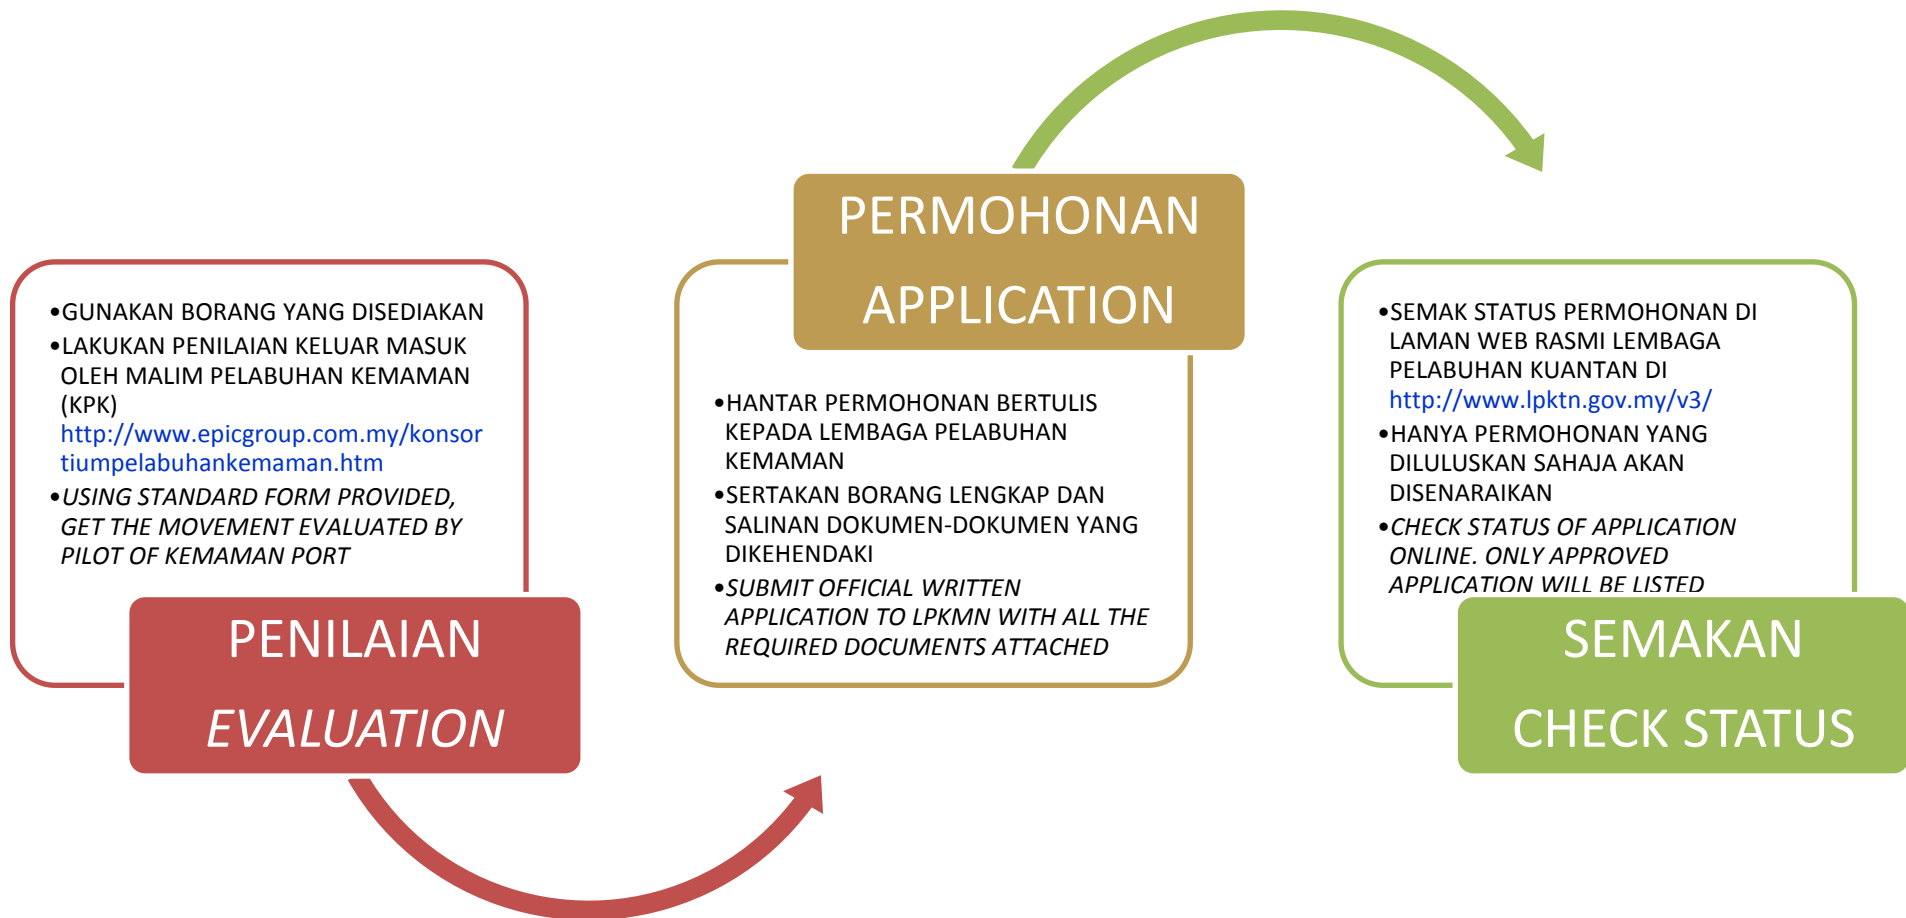 •GUNAKAN BORANG YANG DISEDIAKAN
•LAKUKAN PENILAIAN KELUAR MASUK
OLEH MALIM PELABUHAN KEMAMAN
(KPK)
http://www.epicgroup.com.my/konsor
tiumpelabuhankemaman.htm
•USING STANDARD FORM PROVIDED,
GET THE MOVEMENT EVALUATED BY
PILOT OF KEMAMAN PORT
PENILAIAN
EVALUATION
PERMOHONAN
APPLICATION
•HANTAR PERMOHONAN BERTULIS
KEPADA LEMBAGA PELABUHAN
KEMAMAN
•SERTAKAN BORANG LENGKAP DAN
SALINAN DOKUMEN-DOKUMEN YANG
DIKEHENDAKI
•SUBMIT OFFICIAL WRITTEN
APPLICATION TO LPKMN WITH ALL THE
REQUIRED DOCUMENTS ATTACHED
•SEMAK STATUS PERMOHONAN DI
LAMAN WEB RASMI LEMBAGA
PELABUHAN KUANTAN DI
http://www.lpktn.gov.my/v3/
•HANYA PERMOHONAN YANG
DILULUSKAN SAHAJA AKAN
DISENARAIKAN
•CHECK STATUS OF APPLICATION
ONLINE. ONLY APPROVED
APPLICATION WILL BE LISTED
SEMAKAN
CHECK STATUS